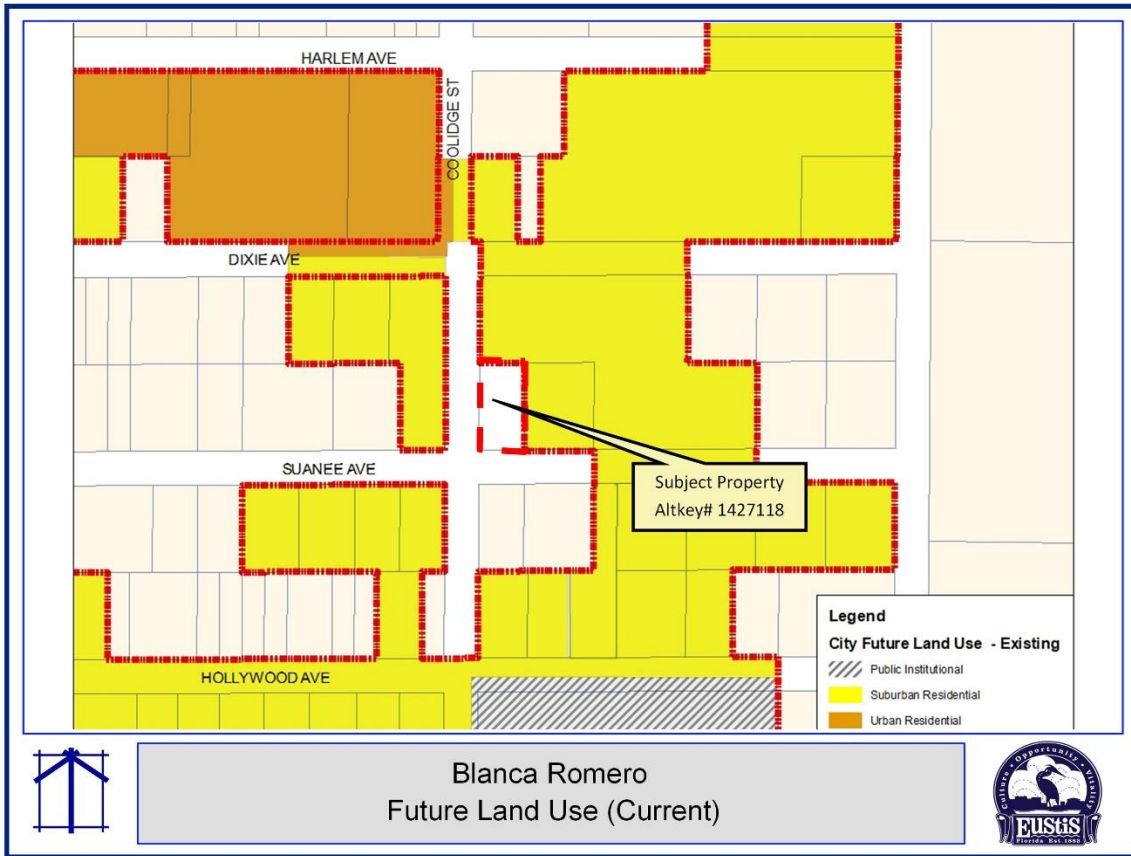 HARLEM AVE
COOLIDGE ST
DIXIE AVE
SUANEE AVE
Subject Property
Altkey# 1427118
HOLLYWOOD AVE
Legend
City Future Land Use - Existing
Public Institutional
Suburban Residential
Urban Residential
Blanca Romero
Future Land Use (Current)
Culture • Opportunity • Vitality
EUSTIS
Florida Est. 1883